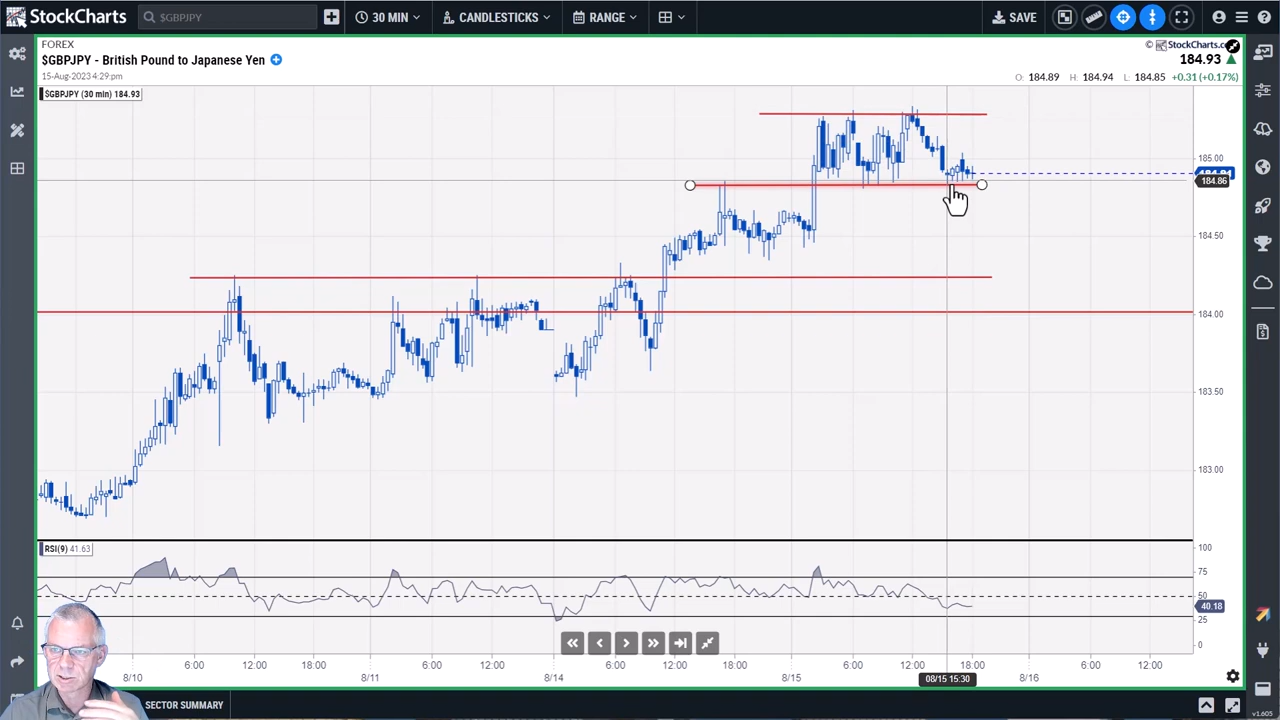 StockCharts
$GBPJPY
30 MIN
CANDLESTICKS
RANGE
SAVE
FOREX
© StockCharts.c
$GBPJPY - British Pound to Japanese Yen
184.93
15-Aug-2023 4:29pm
O: 184.89 H: 184.94 L: 184.85 +0.31 (+0.17%)
$GBPJPY (30 min) 184.93
185.00
184.86
184.50
184.00
183.50
183.00
RSI(9) 41.63
100
75
50
40.18
25
0
6:00 12:00 18:00 6:00 12:00 6:00 12:00 18:00 6:00 12:00 18:00 6:00 12:00
8/10 8/11 8/14 8/15 08/15 15:30 8/16
SECTOR SUMMARY
v1.605